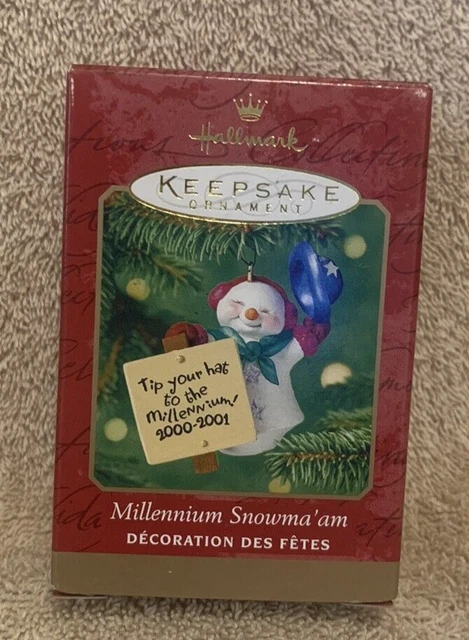 Hallmark
KEEPSAKE
ORNAMENT
Tip your hat
to the
Millennium!
2000-2001
Millennium Snowma'am
DÉCORATION DES FÊTES